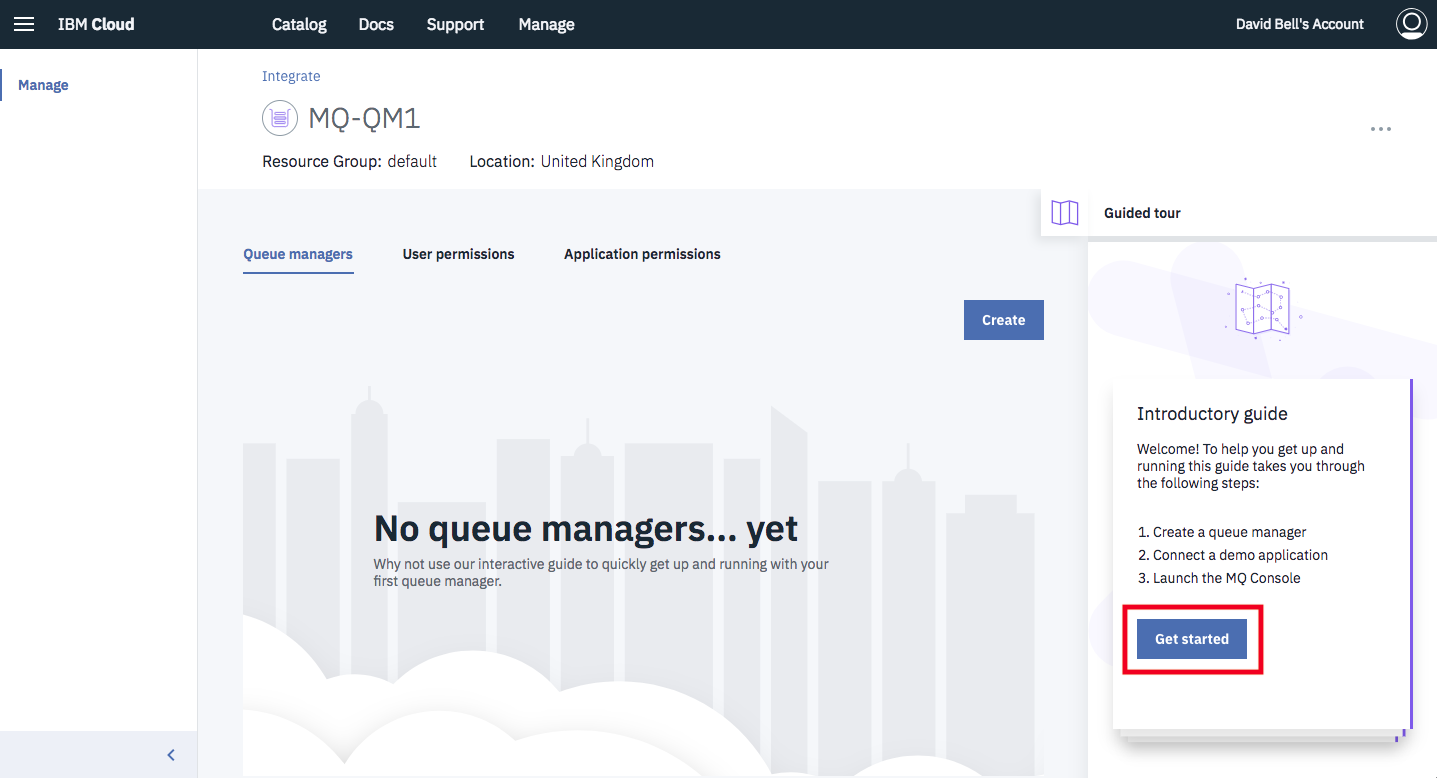 IBM Cloud
Catalog
Docs
Support
Manage
David Bell's Account
Manage
Integrate
MQ-QM1
Resource Group: default
Location: United Kingdom
Guided tour
Queue managers
User permissions
Application permissions
Create
No queue managers... yet
Why not use our interactive guide to quickly get up and running with your
first queue manager.
Introductory guide
Welcome! To help you get up and
running this guide takes you through
the following steps:
1. Create a queue manager
2. Connect a demo application
3. Launch the MQ Console
Get started